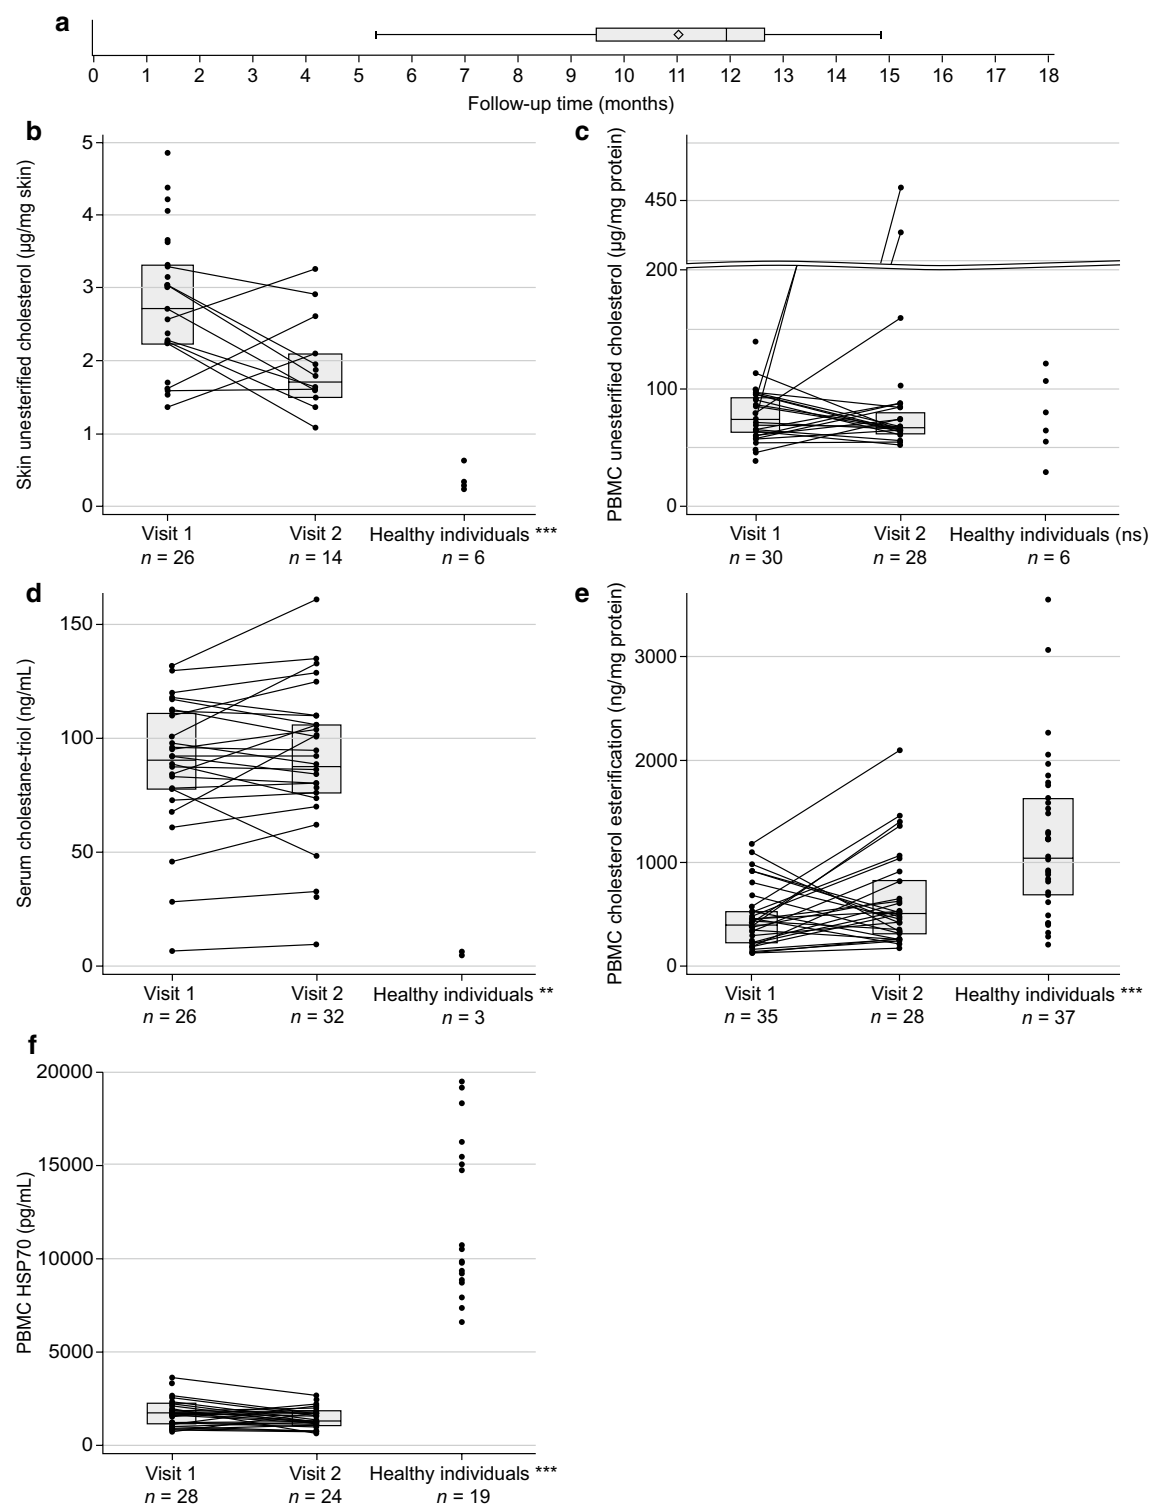 a
0 1 2 3 4 5 6 7 8 9 10 11 12 13 14 15 16 17 18
Follow-up time (months)
b
Skin unesterified cholesterol (µg/mg skin)
5
4
3
2
1
0
Visit 1 Visit 2 Healthy individuals ***
n = 26 n = 14 n = 6
c
PBMC unesterified cholesterol (µg/mg protein)
450
200
100
0
Visit 1 Visit 2 Healthy individuals (ns)
n = 30 n = 28 n = 6
d
Serum cholestane-triol (ng/mL)
150
100
50
0
Visit 1 Visit 2 Healthy individuals **
n = 26 n = 32 n = 3
e
PBMC cholesterol esterification (ng/mg protein)
3000
2000
1000
0
Visit 1 Visit 2 Healthy individuals ***
n = 35 n = 28 n = 37
f
PBMC HSP70 (pg/mL)
20000
15000
10000
5000
0
Visit 1 Visit 2 Healthy individuals ***
n = 28 n = 24 n = 19